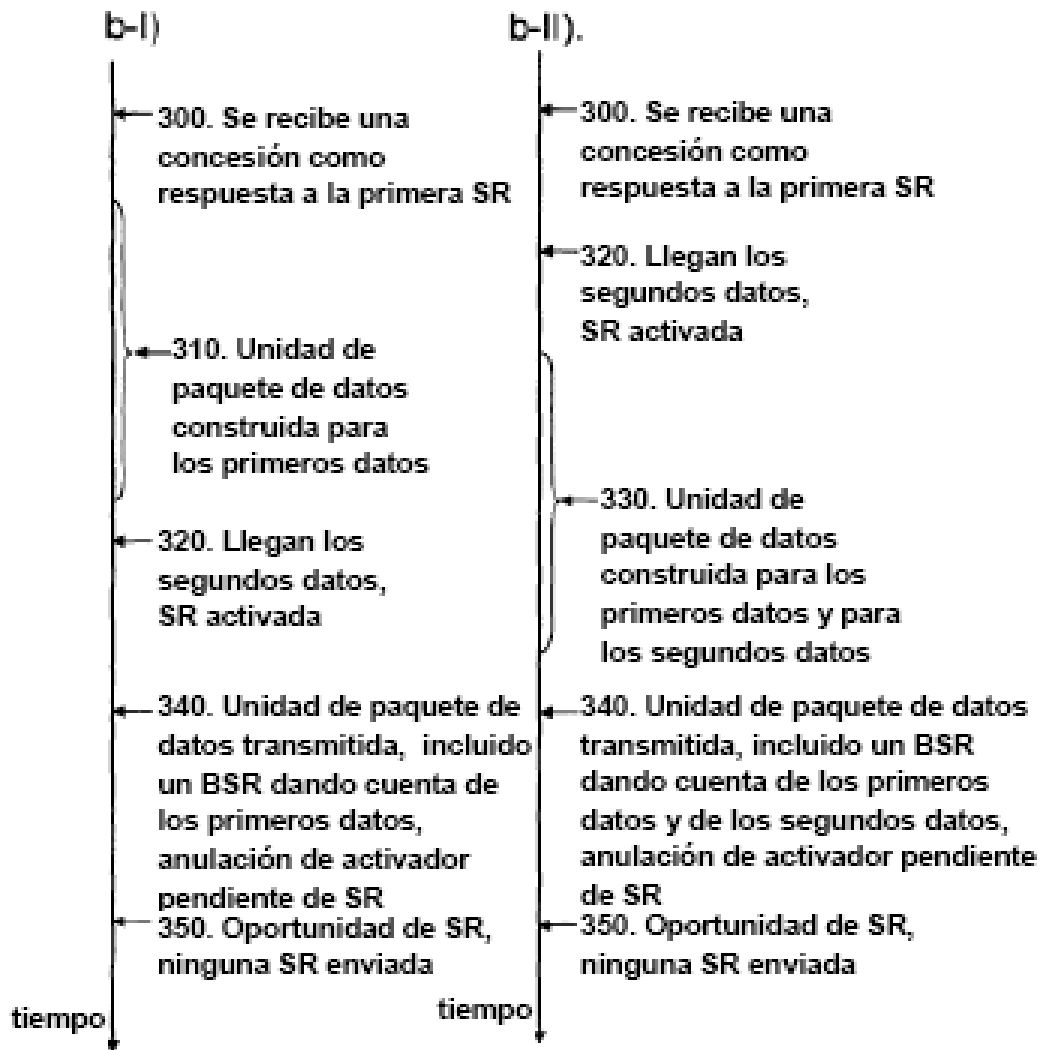 b-I)
300. Se recibe una
concesión como
respuesta a la primera SR
310. Unidad de
paquete de datos
construida para
los primeros datos
320. Llegan los
segundos datos,
SR activada
340. Unidad de paquete de
datos transmitida, incluido
un BSR dando cuenta de
los primeros datos,
anulación de activador
pendiente de SR
350. Oportunidad de SR,
ninguna SR enviada
tiempo
b-II).
300. Se recibe una
concesión como
respuesta a la primera SR
320. Llegan los
segundos datos,
SR activada
330. Unidad de
paquete de datos
construida para los
primeros datos y para
los segundos datos
340. Unidad de paquete de datos
transmitida, incluido un BSR
dando cuenta de los primeros
datos y de los segundos datos,
anulación de activador pendiente
de SR
350. Oportunidad de SR,
ninguna SR enviada
tiempo